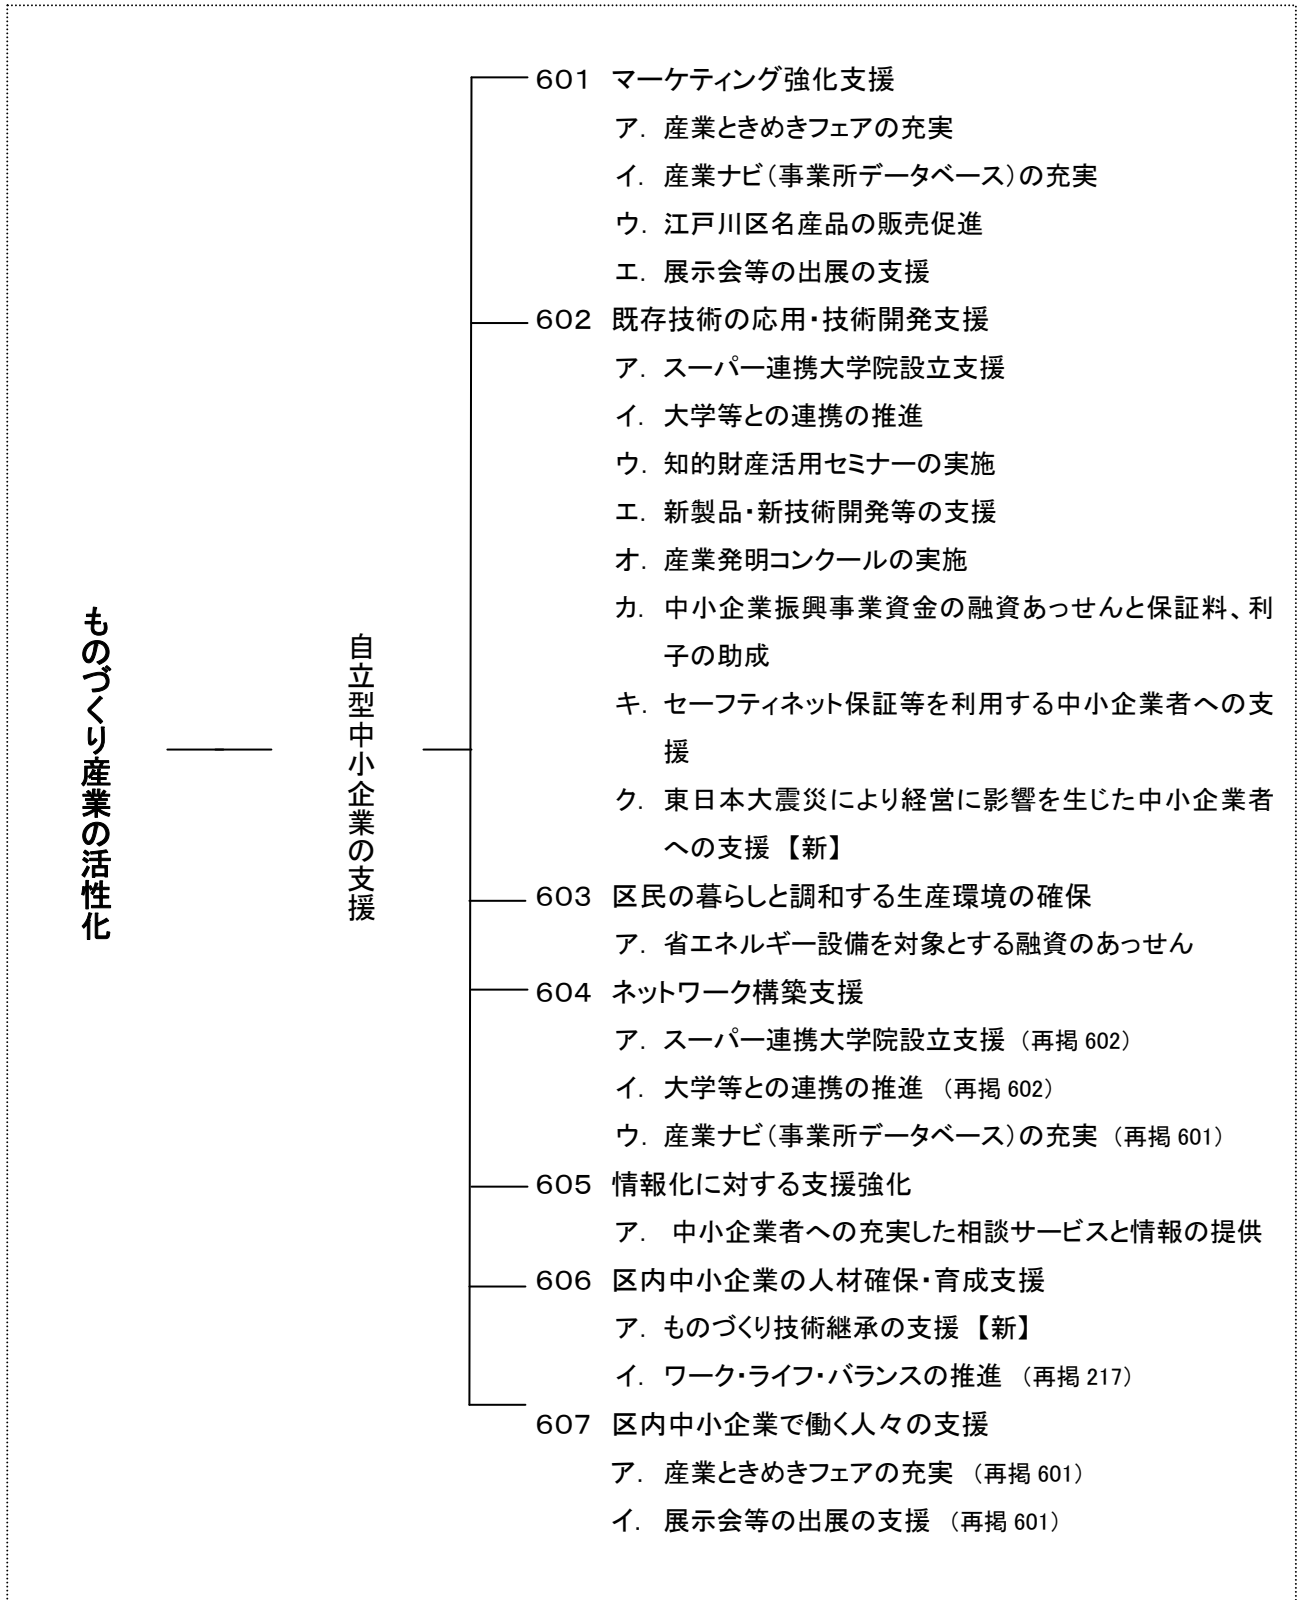 ものづくり産業の活性化
自立型中小企業の支援
601 マーケティング強化支援
ア. 産業ときめきフェアの充実
イ. 産業ナビ(事業所データベース)の充実
ウ. 江戸川区名産品の販売促進
エ. 展示会等の出展の支援
602 既存技術の応用・技術開発支援
ア. スーパー連携大学院設立支援
イ. 大学等との連携の推進
ウ. 知的財産活用セミナーの実施
エ. 新製品・新技術開発等の支援
オ. 産業発明コンクールの実施
カ. 中小企業振興事業資金の融資あっせんと保証料、利
子の助成
キ. セーフティネット保証等を利用する中小企業者への支
援
ク. 東日本大震災により経営に影響を生じた中小企業者
への支援 【新】
603 区民の暮らしと調和する生産環境の確保
ア. 省エネルギー設備を対象とする融資のあっせん
604 ネットワーク構築支援
ア. スーパー連携大学院設立支援 (再掲 602)
イ. 大学等との連携の推進 (再掲 602)
ウ. 産業ナビ(事業所データベース)の充実 (再掲 601)
605 情報化に対する支援強化
ア. 中小企業者への充実した相談サービスと情報の提供
606 区内中小企業の人材確保・育成支援
ア. ものづくり技術継承の支援 【新】
イ. ワーク・ライフ・バランスの推進 (再掲 217)
607 区内中小企業で働く人々の支援
ア. 産業ときめきフェアの充実 (再掲 601)
イ. 展示会等の出展の支援 (再掲 601)